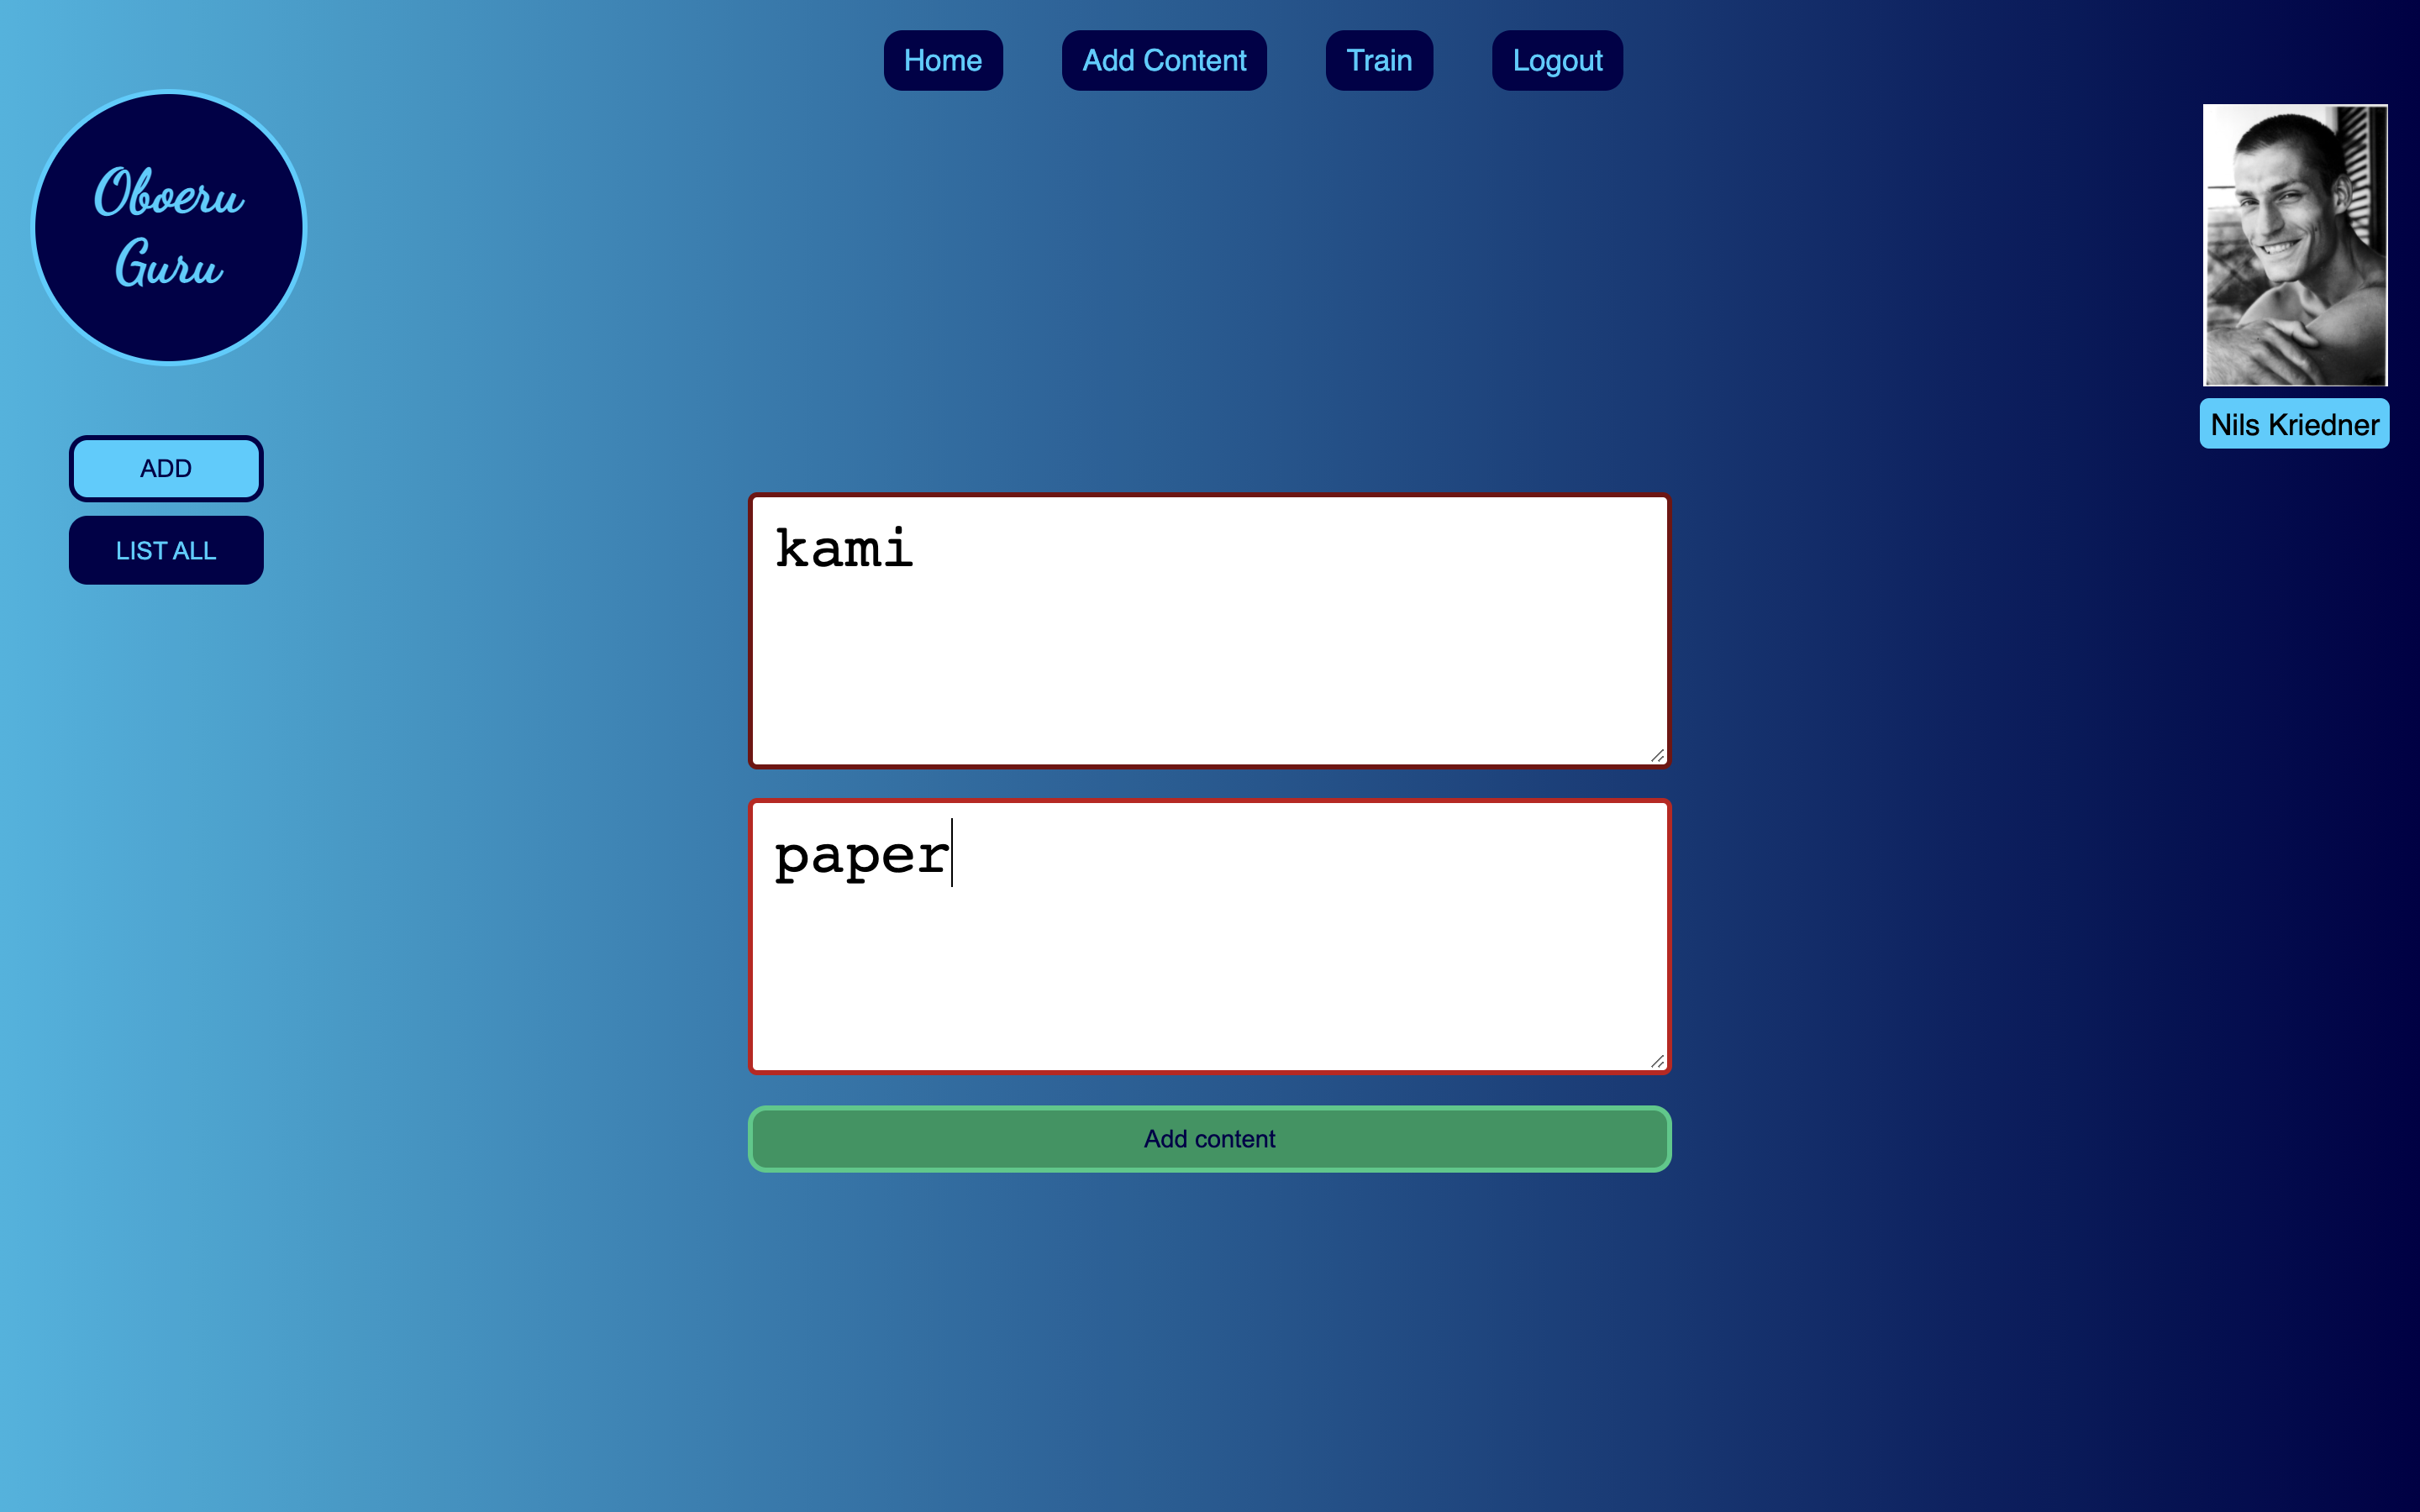 Home
Add Content
Train
Logout
Oboeru
Guru
Nils Kriedner
ADD
LIST ALL
kami
paper
Add content